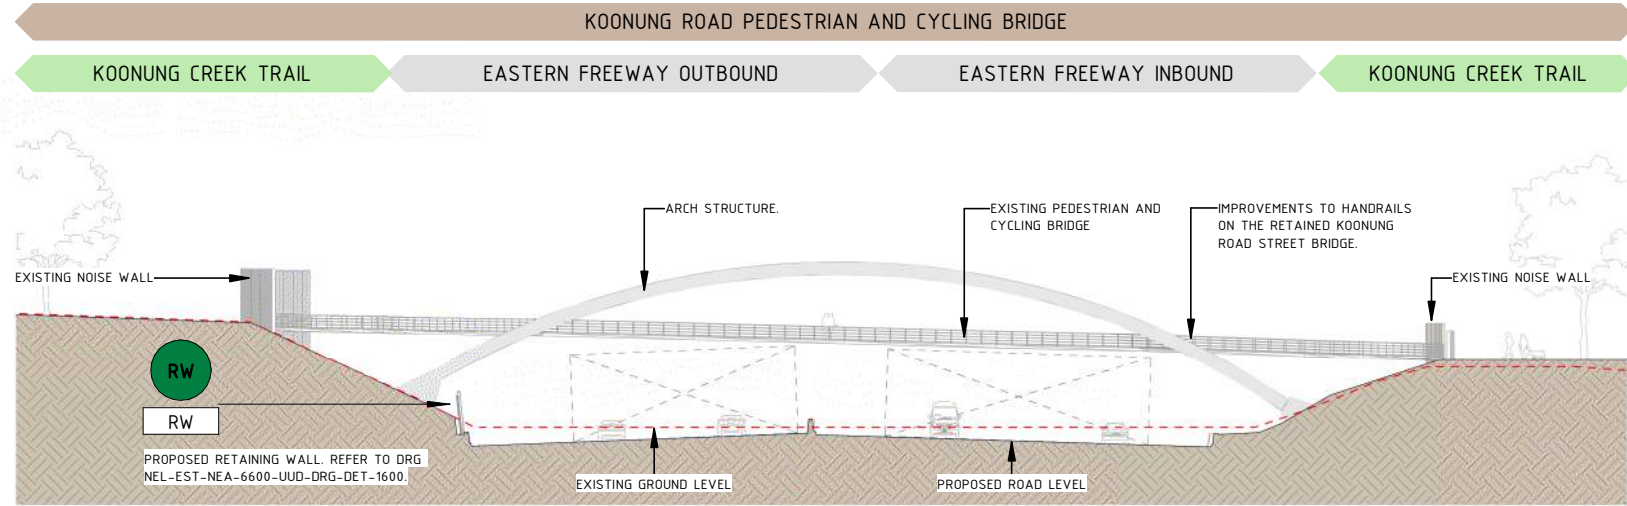 KOONUNG ROAD PEDESTRIAN AND CYCLING BRIDGE
KOONUNG CREEK TRAIL
EASTERN FREEWAY OUTBOUND
EASTERN FREEWAY INBOUND
KOONUNG CREEK TRAIL
ARCH STRUCTURE.
EXISTING PEDESTRIAN AND
CYCLING BRIDGE
IMPROVEMENTS TO HANDRAILS
ON THE RETAINED KOONUNG
ROAD STREET BRIDGE.
EXISTING NOISE WALL
EXISTING NOISE WALL
RW
RW
PROPOSED RETAINING WALL. REFER TO DRG
NEL-EST-NEA-6600-UUD-DRG-DET-1600.
EXISTING GROUND LEVEL
PROPOSED ROAD LEVEL